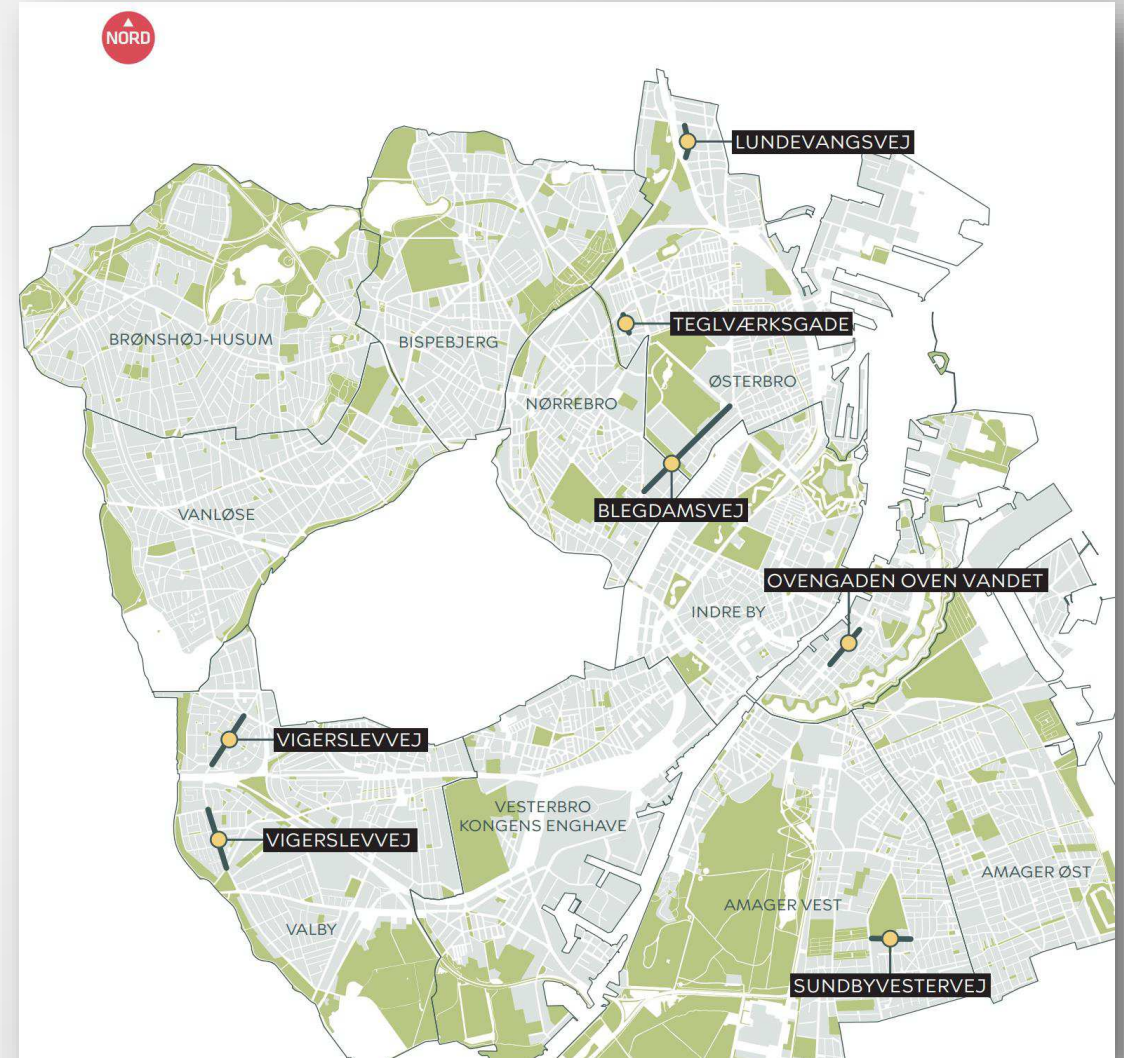 NORD
LUNDEVANGSVEJ
TEGLVÆRKSGADE
BRØNSHØJ-HUSUM
BISPEBJERG
ØSTERBRO
NØRREBRO
BLEGDAMSVEJ
VANLØSE
OVENGADEN OVEN VANDET
INDRE BY
VIGERSLEVVEJ
VESTERBRO
KONGENS ENGHAVE
VIGERSLEVVEJ
AMAGER ØST
AMAGER VEST
VALBY
SUNDBYVESTERVEJ